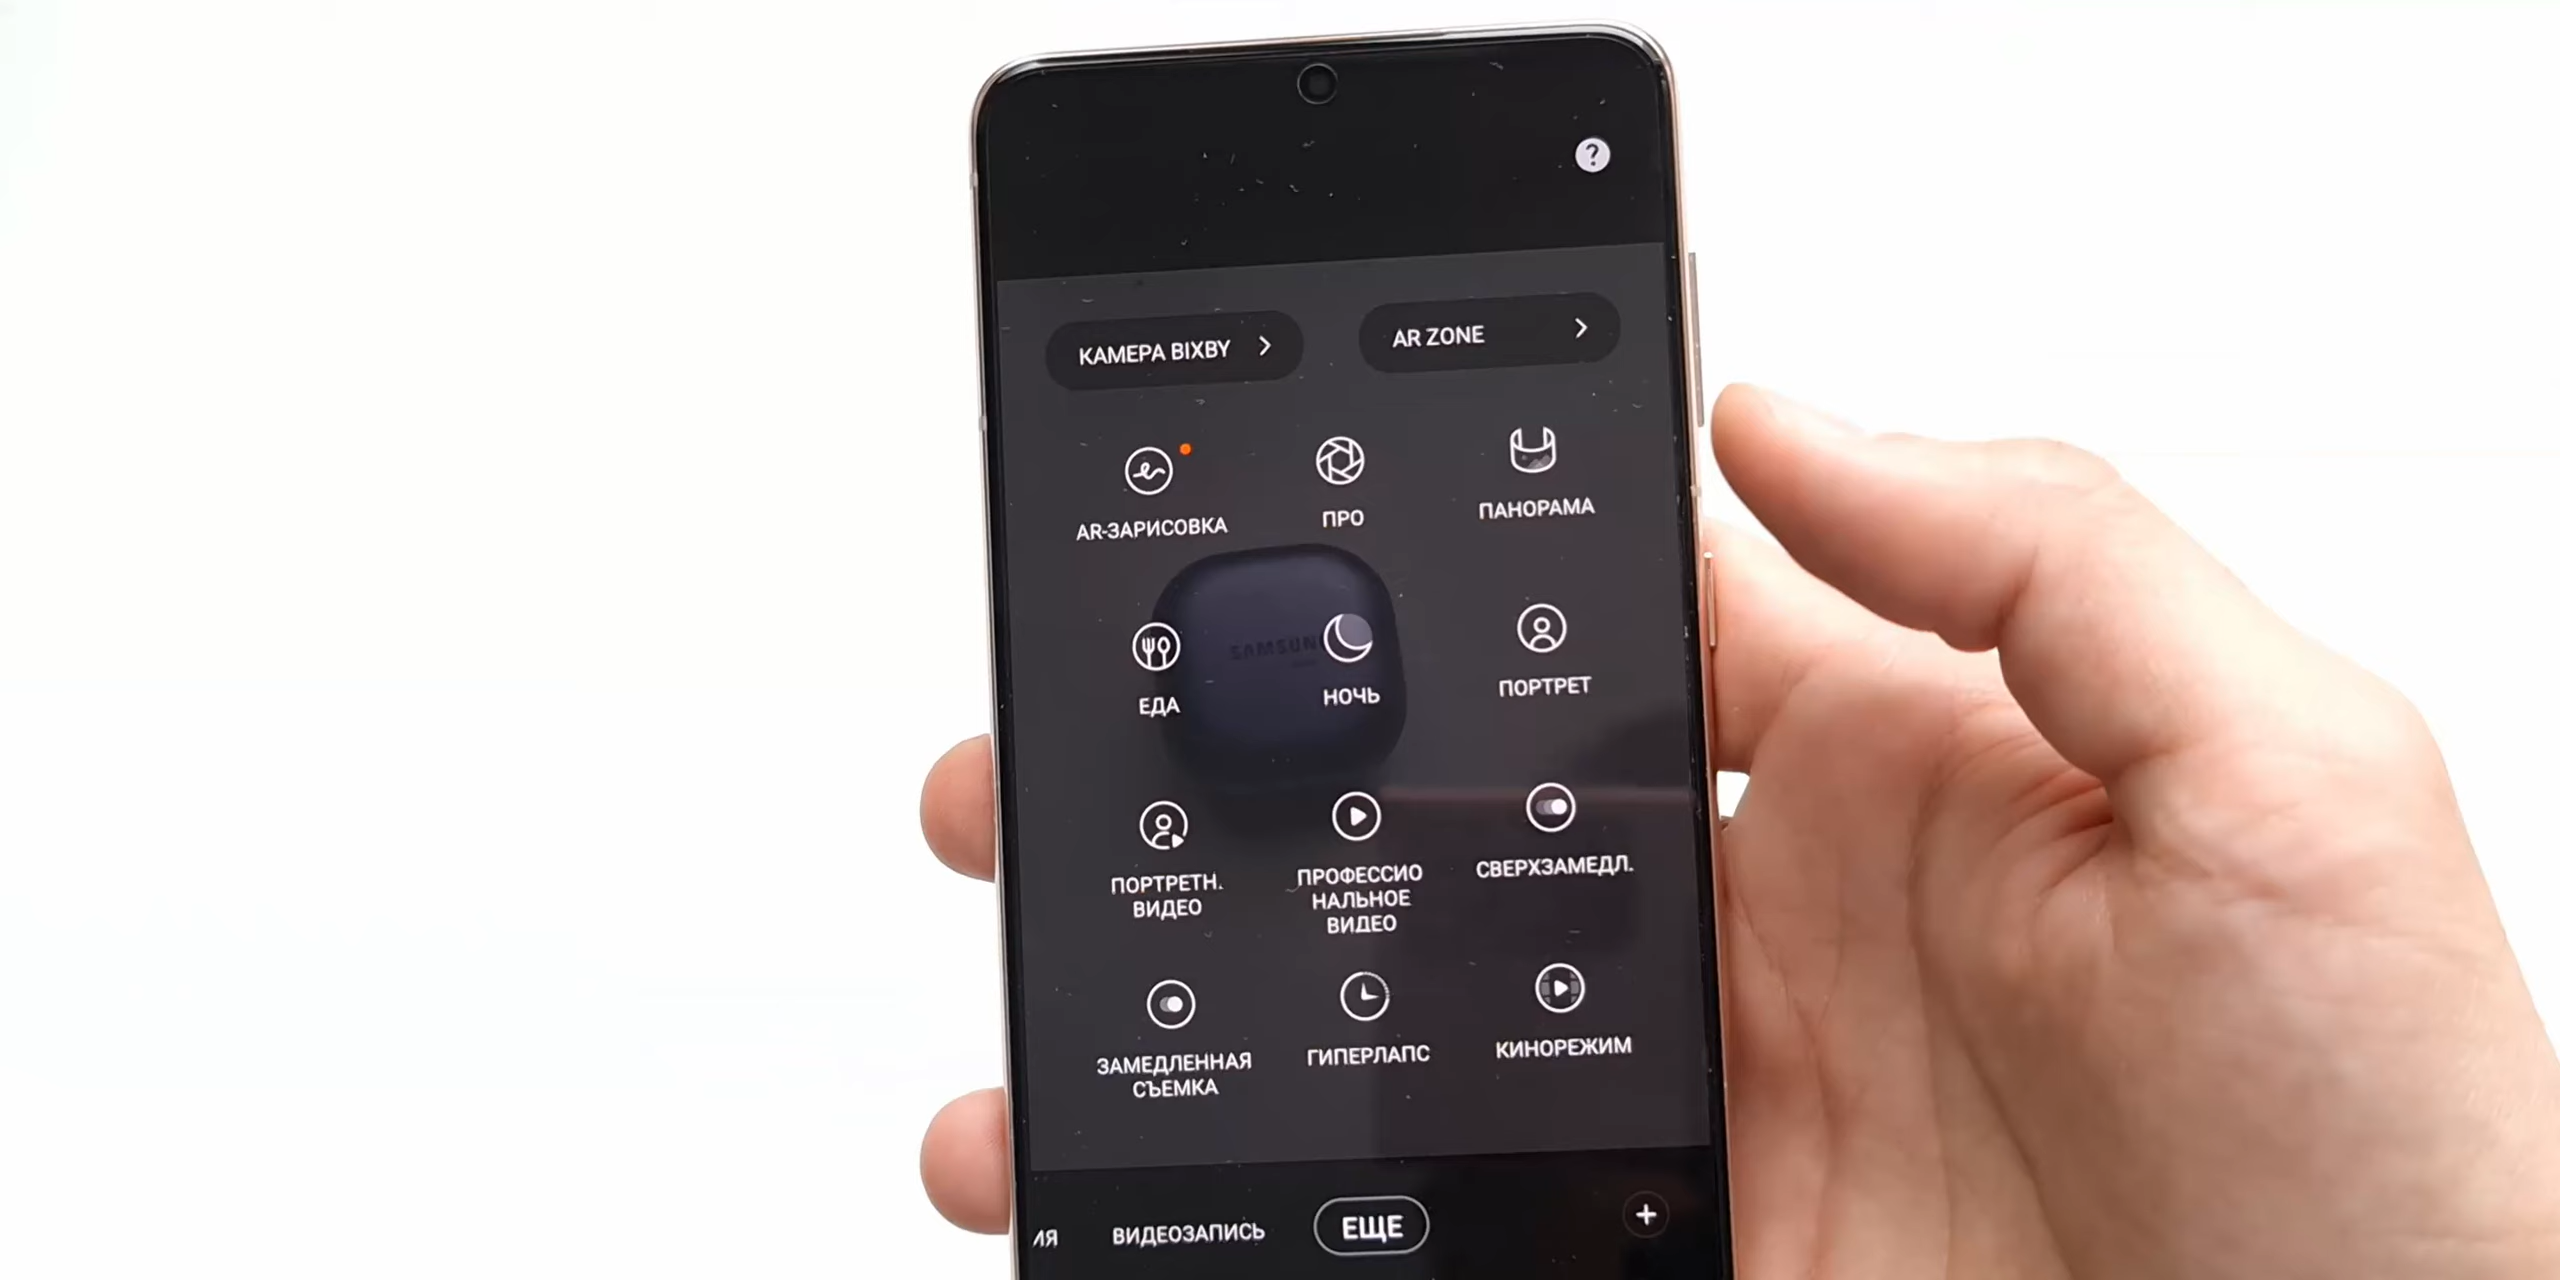 ?
КАМЕРА BIXBY
AR ZONE
AR-ЗАРИСОВКА
ПРО
ПАНОРАМА
SAMSUN
ЕДА
НОЧЬ
ПОРТРЕТ
ПОРТРЕТН.
ВИДЕО
ПРОФЕССИО
НАЛЬНОЕ
ВИДЕО
СВЕРХЗАМЕДЛ.
ЗАМЕДЛЕННАЯ
СЪЕМКА
ГИПЕРЛАПС
КИНОРЕЖИМ
ИЯ
ВИДЕОЗАПИСЬ
ЕЩЕ
+